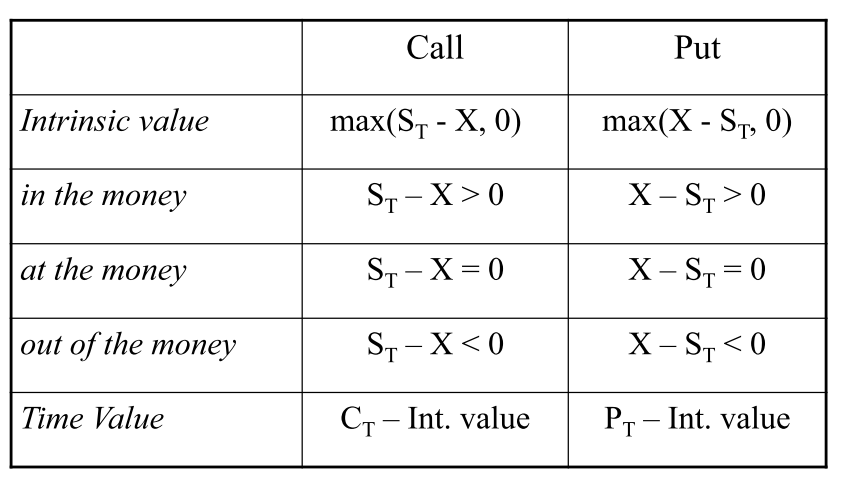 Call Put
Intrinsic value max(S_T - X, 0) max(X - S_T, 0)
in the money S_T – X > 0 X – S_T > 0
at the money S_T – X = 0 X – S_T = 0
out of the money S_T – X < 0 X – S_T < 0
Time Value C_T – Int. value P_T – Int. value